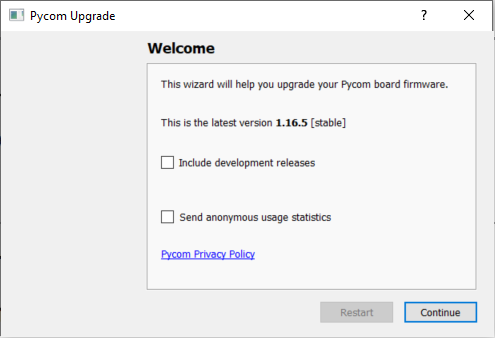 Pycom Upgrade
Welcome
This wizard will help you upgrade your Pycom board firmware.
This is the latest version 1.16.5 [stable]
Include development releases
Send anonymous usage statistics
Pycom Privacy Policy
Restart
Continue